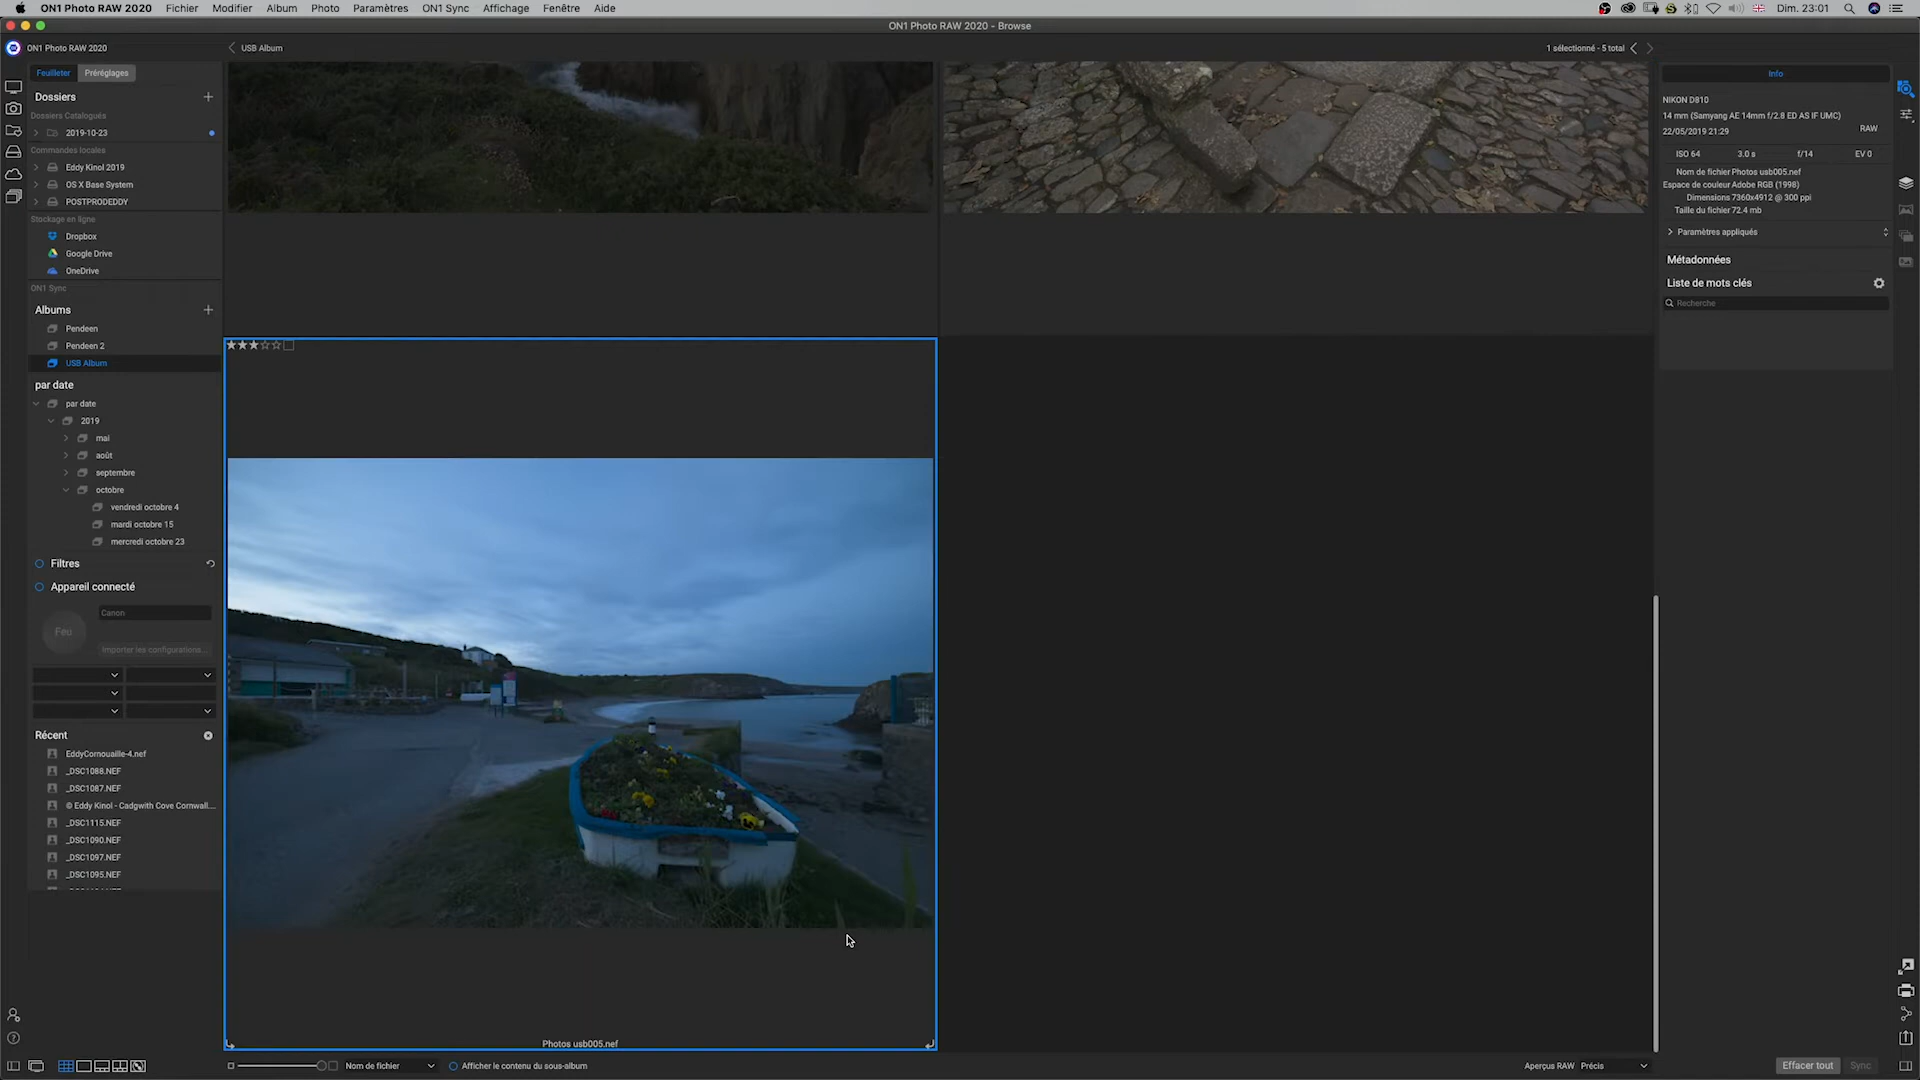 ON1 Photo RAW 2020 Fichier Modifier Album Photo Paramètres ON1 Sync Affichage Fenêtre Aide Dim. 23:01
ON1 Photo RAW 2020 - Browse
ON1 Photo RAW 2020
USB Album
1 sélectionné - 5 total
Feuilleter Préréglages
Dossiers
Dossiers Catalogués
2019-10-23
Commandes locales
Eddy Kinol 2019
OS X Base System
POSTPRODEDDY
Stockage en ligne
Dropbox
Google Drive
OneDrive
ON1 Sync
Albums
Pendeen
Pendeen 2
USB Album
par date
par date
2019
mai
août
septembre
octobre
vendredi octobre 4
mardi octobre 15
mercredi octobre 23
Filtres
Appareil connecté
Canon
Feu
Importer les configurations...
Récent
EddyCornouaille-4.nef
_DSC1088.NEF
_DSC1087.NEF
© Eddy Kinol - Cadgwith Cove Cornwall....
_DSC1115.NEF
_DSC1090.NEF
_DSC1097.NEF
_DSC1095.NEF
Photos usb005.nef
Nom de fichier
Afficher le contenu du sous-album
Aperçus RAW Précis
Effacer tout Sync
Info
NIKON D810
14 mm (Samyang AE 14mm f/2.8 ED AS IF UMC)
22/05/2019 21:29 RAW
ISO 64 3.0 s f/14 EV 0
Nom de fichier Photos usb005.nef
Espace de couleur Adobe RGB (1998)
Dimensions 7360x4912 @ 300 ppi
Taille du fichier 72.4 mb
Paramètres appliqués
Métadonnées
Liste de mots clés
Recherche